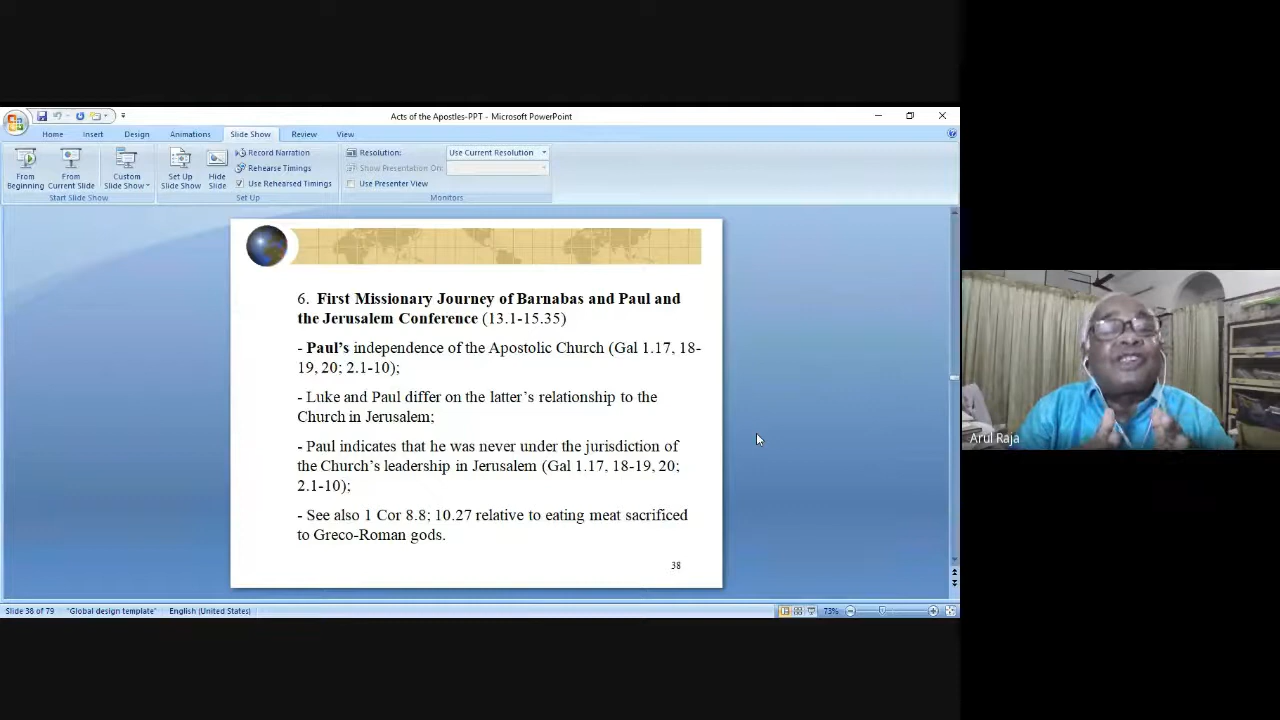 Acts of the Apostles-PPT - Microsoft PowerPoint
Home Insert Design Animations Slide Show Review View
From Beginning
From Current Slide
Custom Slide Show
Start Slide Show
Set Up Slide Show
Hide Slide
Record Narration
Rehearse Timings
Use Rehearsed Timings
Set Up
Resolution: Use Current Resolution
Show Presentation On:
Use Presenter View
Monitors
6. First Missionary Journey of Barnabas and Paul and
the Jerusalem Conference (13.1-15.35)
- Paul's independence of the Apostolic Church (Gal 1.17, 18-
19, 20; 2.1-10);
- Luke and Paul differ on the latter's relationship to the
Church in Jerusalem;
- Paul indicates that he was never under the jurisdiction of
the Church's leadership in Jerusalem (Gal 1.17, 18-19, 20;
2.1-10);
- See also 1 Cor 8.8; 10.27 relative to eating meat sacrificed
to Greco-Roman gods.
38
Arul Raja
Slide 38 of 79 "Global design template" English (United States) 73%